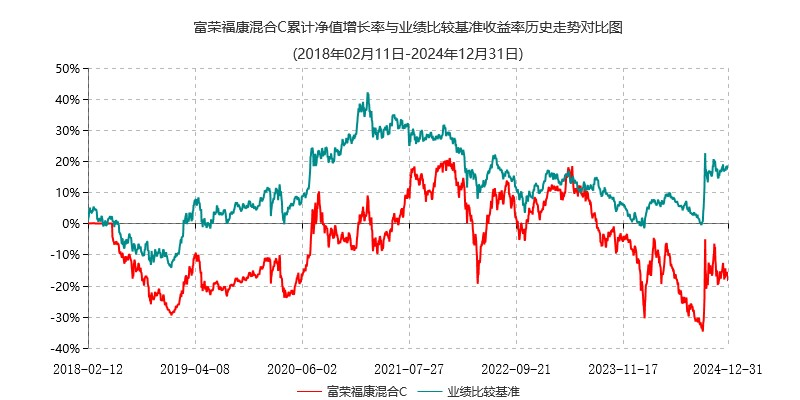 富荣福康混合C累计净值增长率与业绩比较基准收益率历史走势对比图
(2018年02月11日-2024年12月31日)
50%
40%
30%
20%
10%
0%
-10%
-20%
-30%
-40%
2018-02-12 2019-04-08 2020-06-02 2021-07-27 2022-09-21 2023-11-17 2024-12-31
富荣福康混合C 业绩比较基准